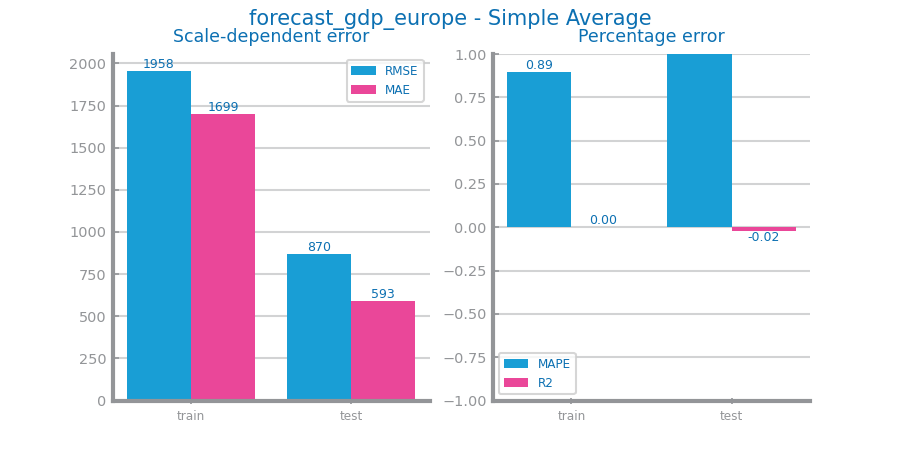 forecast_gdp_europe - Simple Average
Scale-dependent error
2000
1750
1500
1250
1000
750
500
250
0
1958
1699
870
593
RMSE
MAE
train
test
Percentage error
1.00
0.75
0.50
0.25
0.00
−0.25
−0.50
−0.75
−1.00
0.89
0.00
-0.02
MAPE
R2
train
test